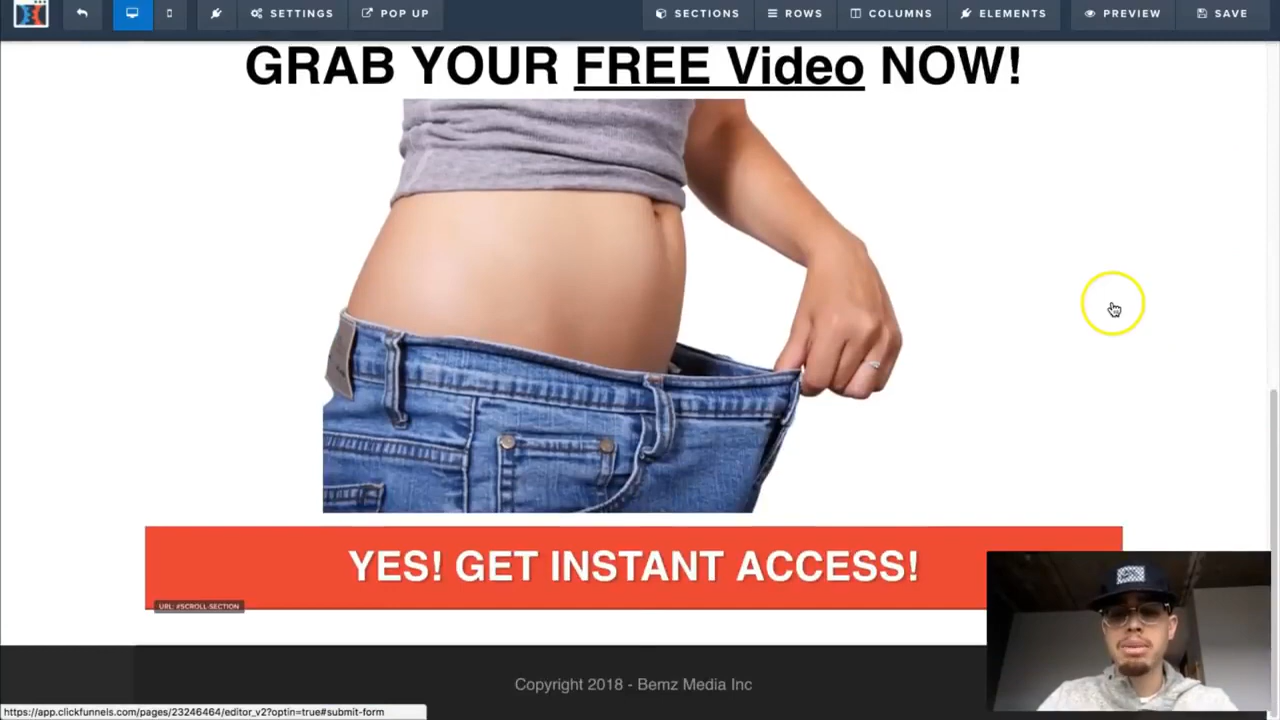 SETTINGS
POP UP
SECTIONS
ROWS
COLUMNS
ELEMENTS
PREVIEW
SAVE
GRAB YOUR FREE Video NOW!
YES! GET INSTANT ACCESS!
URL: #SCROLL-SECTION
Copyright 2018 - Bemz Media Inc
https://app.clickfunnels.com/pages/23246464/editor_v2?optin=true#submit-form